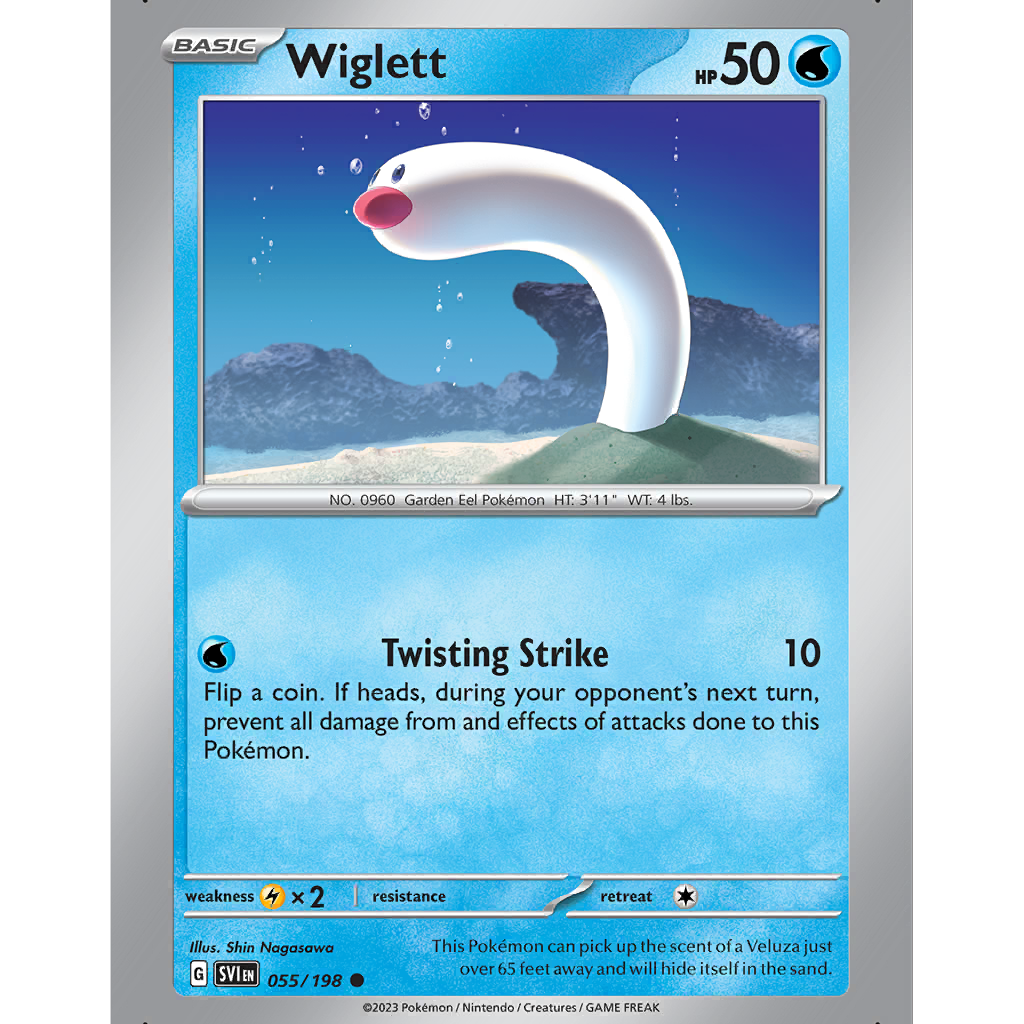 BASIC Wiglett HP 50
NO. 0960 Garden Eel Pokémon HT: 3'11" WT: 4 lbs.
Twisting Strike 10
Flip a coin. If heads, during your opponent's next turn,
prevent all damage from and effects of attacks done to this
Pokémon.
weakness ×2 resistance retreat
Illus. Shin Nagasawa
G SVI EN 055/198
This Pokémon can pick up the scent of a Veluza just
over 65 feet away and will hide itself in the sand.
©2023 Pokémon / Nintendo / Creatures / GAME FREAK